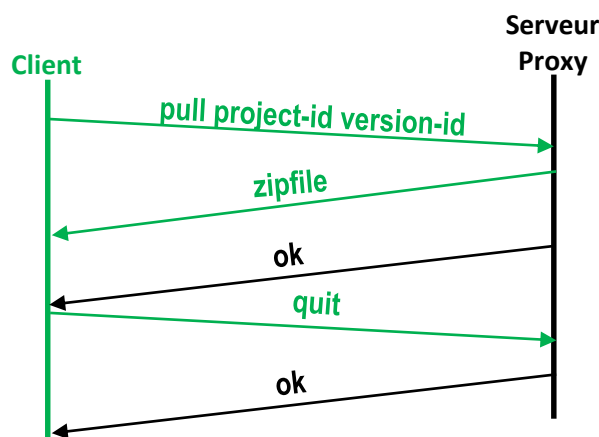 Serveur
Proxy
Client
pull project-id version-id
zipfile
ok
quit
ok